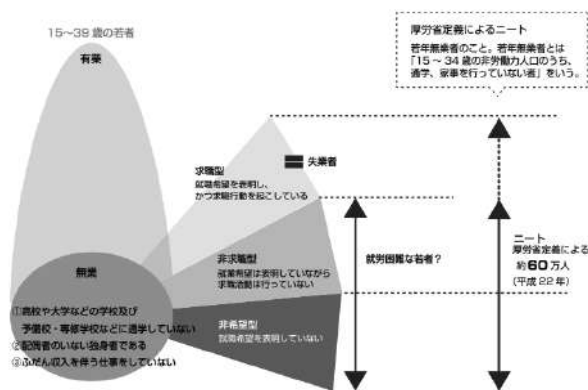 15～39 歳の若者
有業
厚労省定義によるニート
若年無業者のこと。若年無業者とは
「15 ～ 34 歳の非労働力人口のうち、
通学、家事を行っていない者」をいう。
求職型
就職希望を表明し、
かつ求職行動を起こしている
失業者
無業
①高校や大学などの学校及び
予備校・専修学校などに通学していない
②配偶者のいない独身者である
③ふだん収入を伴う仕事をしていない
非求職型
就業希望は表明していながら
求職活動は行っていない
就労困難な若者？
ニート
厚労省定義による
約60万人
(平成 22 年)
非希望型
就職希望を表明していない